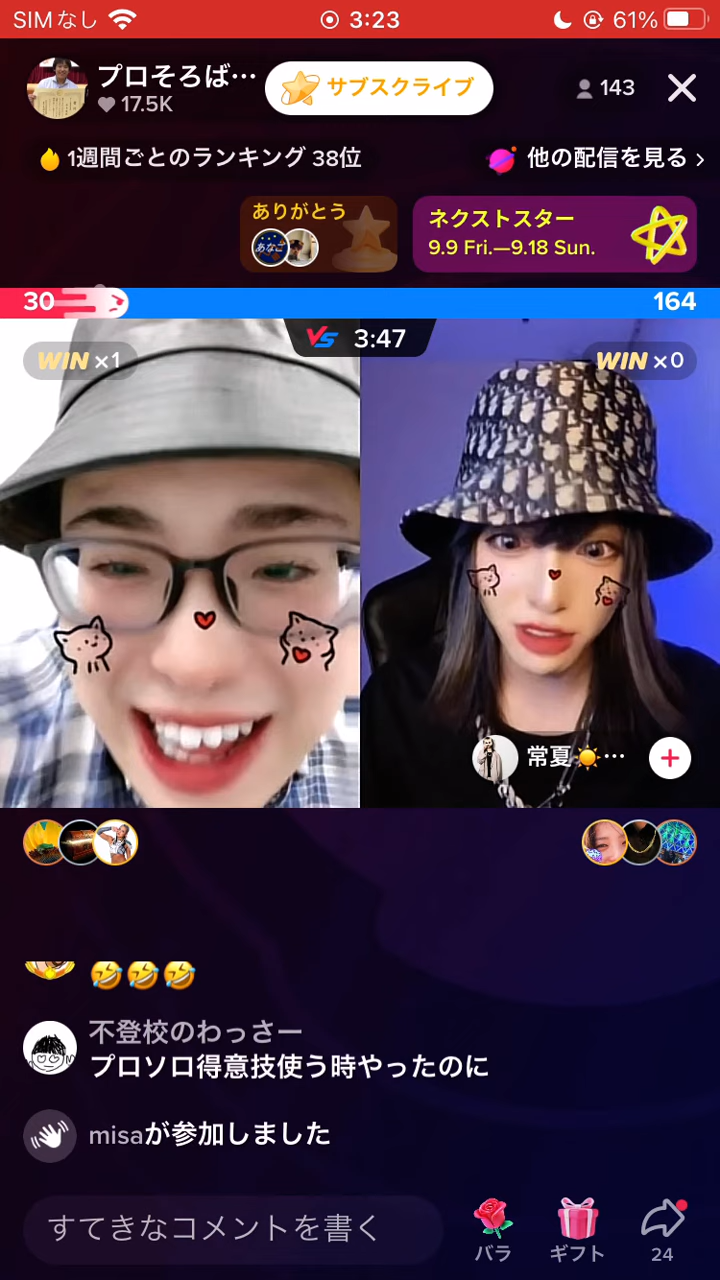 SIMなし 3:23 61%
プロそろば… サブスクライブ 143
17.5K
1週間ごとのランキング 38位 他の配信を見る
ありがとう
あなご
ネクストスター
9.9 Fri.—9.18 Sun.
30 164
VS 3:47
WIN ×1 WIN ×0
常夏☀️…
🤣🤣🤣
不登校のわっさー
プロソロ得意技使う時やったのに
misaが参加しました
すてきなコメントを書く
バラ ギフト 24